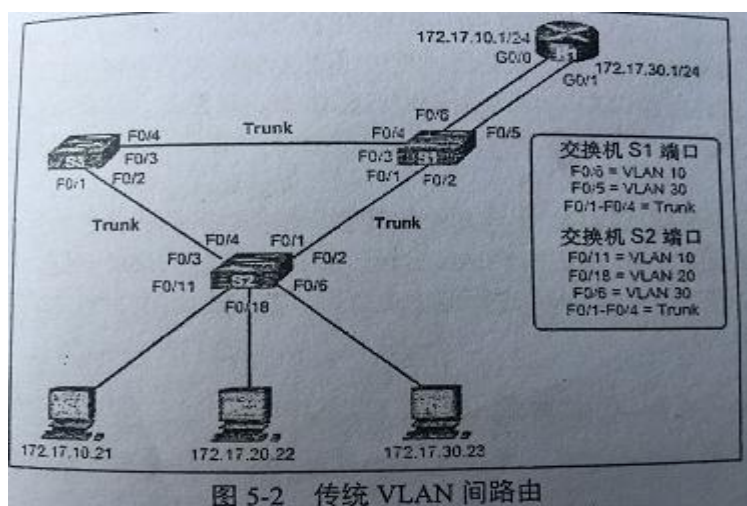 172.17.10.1/24
G0/0
172.17.30.1/24
G0/1
F0/6
F0/4
Trunk
F0/4
F0/5
F0/3
F0/3
F0/1
F0/2
F0/1
F0/2
Trunk
Trunk
F0/4
F0/1
F0/3
F0/2
F0/11
F0/6
F0/18
交换机 S1 端口
F0/6 = VLAN 10
F0/5 = VLAN 30
F0/1-F0/4 = Trunk
交换机 S2 端口
F0/11 = VLAN 10
F0/18 = VLAN 20
F0/6 = VLAN 30
F0/1-F0/4 = Trunk
172.17.10.21
172.17.20.22
172.17.30.23
图 5-2 传统 VLAN 间路由